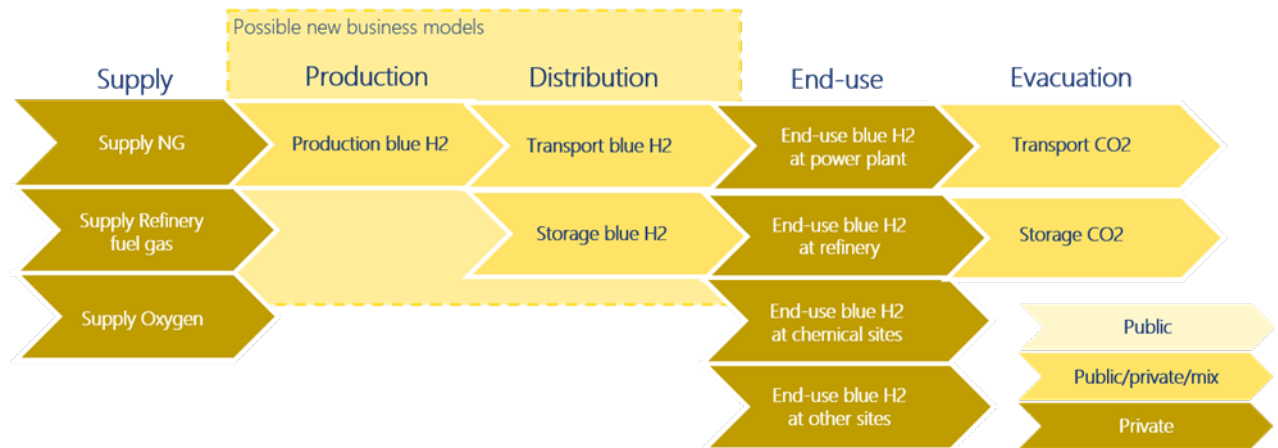 Possible new business models
Supply
Production
Distribution
End-use
Evacuation
Supply NG
Production blue H2
Transport blue H2
End-use blue H2
at power plant
Transport CO2
Supply Refinery
fuel gas
Storage blue H2
End-use blue H2
at refinery
Storage CO2
Supply Oxygen
End-use blue H2
at chemical sites
End-use blue H2
at other sites
Public
Public/private/mix
Private